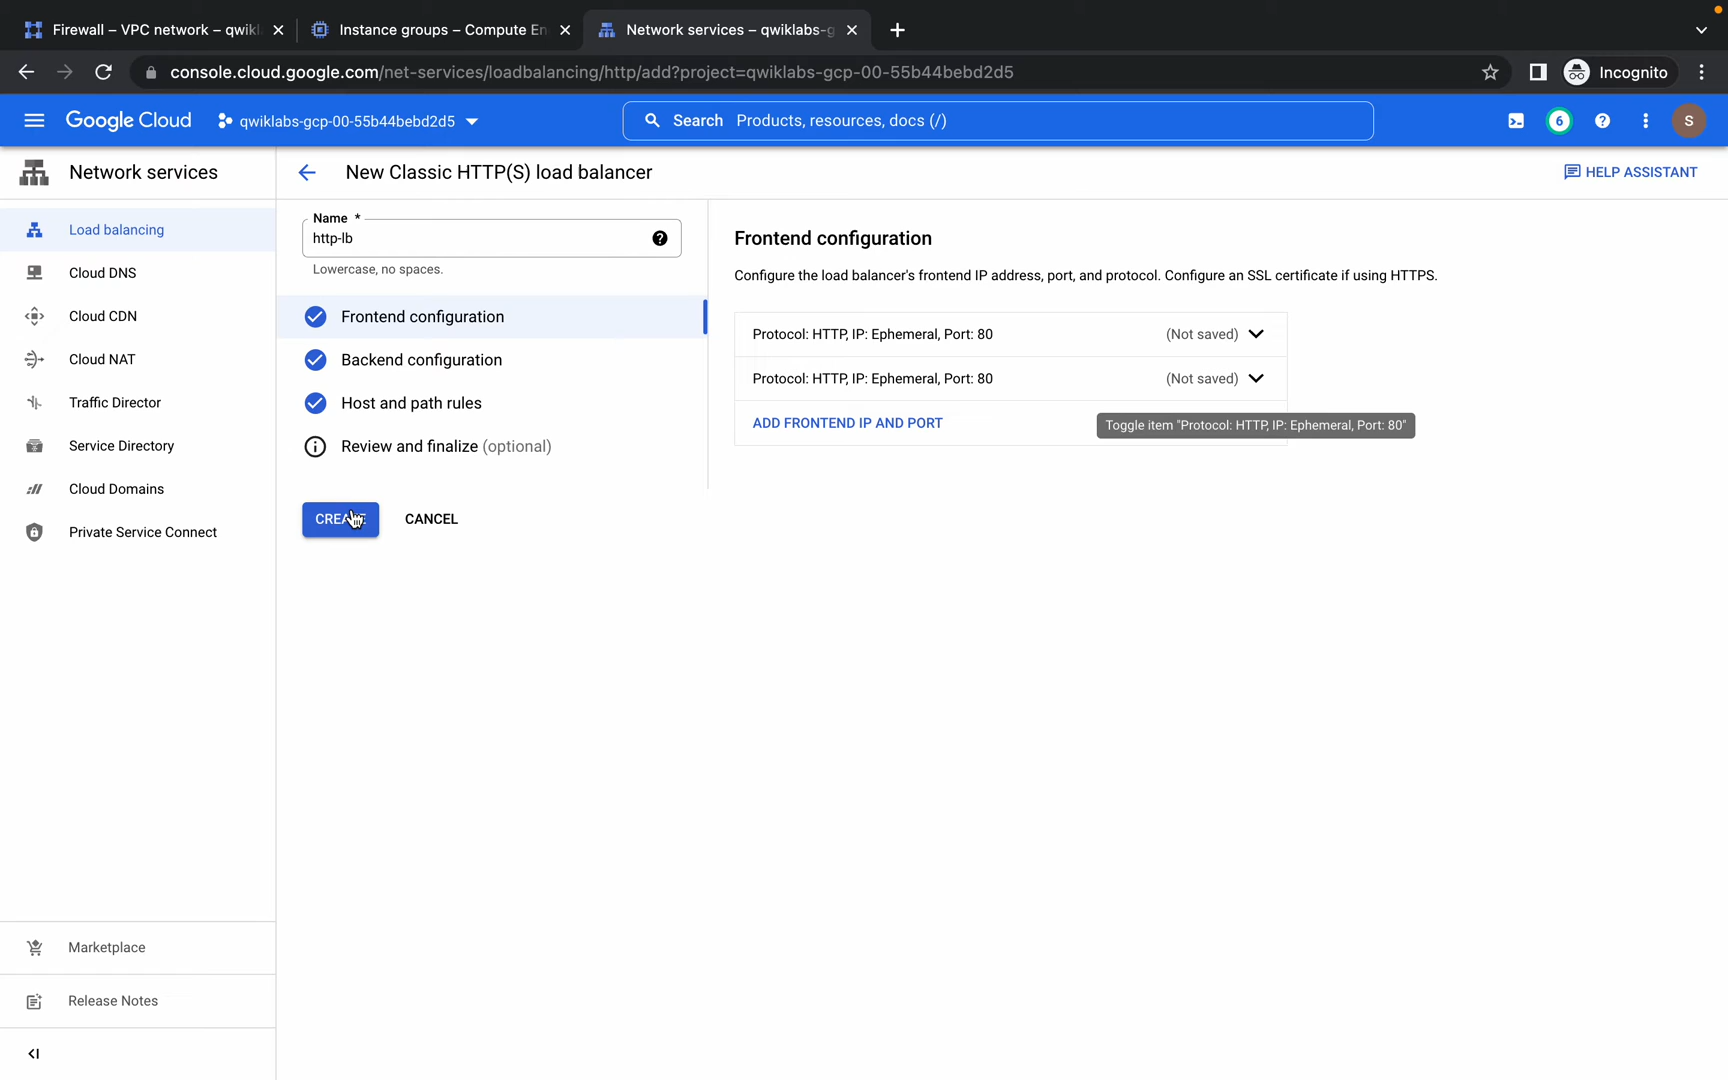 Firewall – VPC network – qwikl
Instance groups – Compute En
Network services – qwiklabs-g
console.cloud.google.com/net-services/loadbalancing/http/add?project=qwiklabs-gcp-00-55b44bebd2d5
Incognito
Google Cloud
qwiklabs-gcp-00-55b44bebd2d5
Search Products, resources, docs (/)
6
S
Network services
New Classic HTTP(S) load balancer
HELP ASSISTANT
Load balancing
Cloud DNS
Cloud CDN
Cloud NAT
Traffic Director
Service Directory
Cloud Domains
Private Service Connect
Marketplace
Release Notes
Name *
http-lb
Lowercase, no spaces.
Frontend configuration
Backend configuration
Host and path rules
Review and finalize (optional)
CREATE
CANCEL
Frontend configuration
Configure the load balancer's frontend IP address, port, and protocol. Configure an SSL certificate if using HTTPS.
Protocol: HTTP, IP: Ephemeral, Port: 80 (Not saved)
Protocol: HTTP, IP: Ephemeral, Port: 80 (Not saved)
ADD FRONTEND IP AND PORT
Toggle item "Protocol: HTTP, IP: Ephemeral, Port: 80"